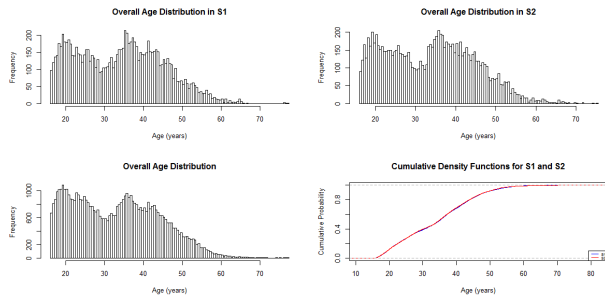 Overall Age Distribution in S1
Frequency
0 50 100 150 200
20 30 40 50 60 70
Age (years)
Overall Age Distribution in S2
Frequency
0 50 100 150 200
20 30 40 50 60 70
Age (years)
Overall Age Distribution
Frequency
0 200 600 1000
20 30 40 50 60 70
Age (years)
Cumulative Density Functions for S1 and S2
Cumulative Probability
0.0 0.4 0.8
10 20 30 40 50 60 70 80
Age (years)